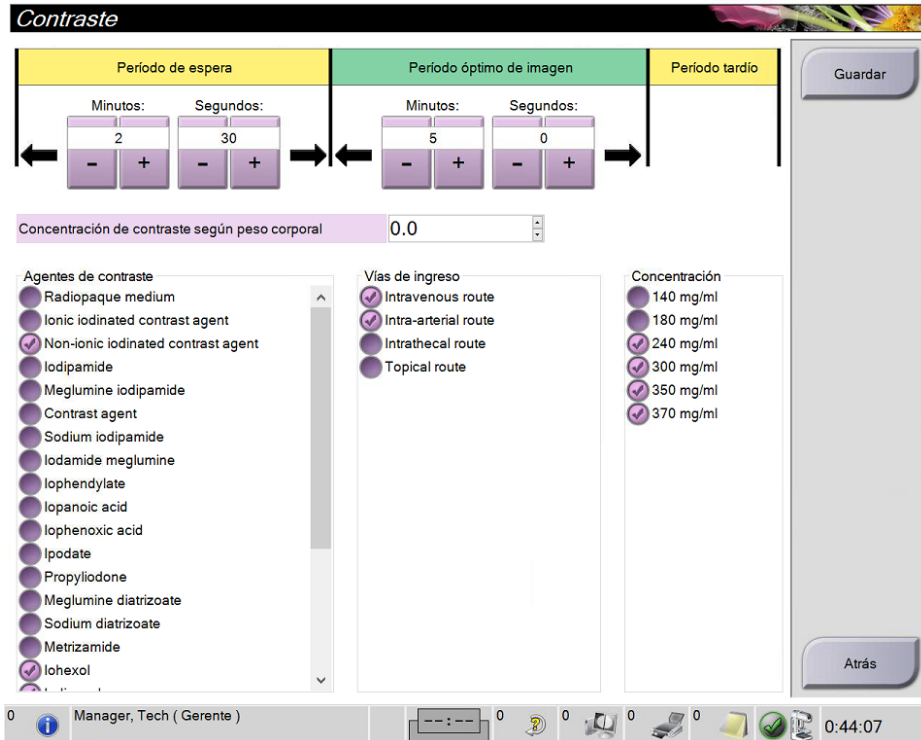 Contraste
Período de espera
Período óptimo de imagen
Período tardío
Guardar
Minutos: Segundos:
2 30
- + - +
Minutos: Segundos:
5 0
- + - +
Concentración de contraste según peso corporal 0.0
Agentes de contraste
Radiopaque medium
Ionic iodinated contrast agent
Non-ionic iodinated contrast agent
Iodipamide
Meglumine iodipamide
Contrast agent
Sodium iodipamide
Iodamide meglumine
Iophendylate
Iopanoic acid
Iophenoxic acid
Ipodate
Propyliodone
Meglumine diatrizoate
Sodium diatrizoate
Metrizamide
Iohexol
Vías de ingreso
Intravenous route
Intra-arterial route
Intrathecal route
Topical route
Concentración
140 mg/ml
180 mg/ml
240 mg/ml
300 mg/ml
350 mg/ml
370 mg/ml
Atrás
0 Manager, Tech ( Gerente ) --:-- 0 0 0 0 0:44:07